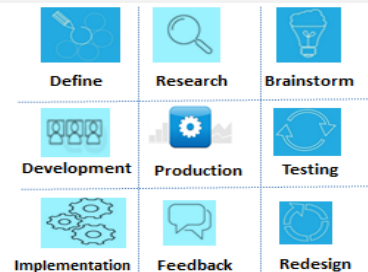 Define Research Brainstorm
Development Production Testing
Implementation Feedback Redesign